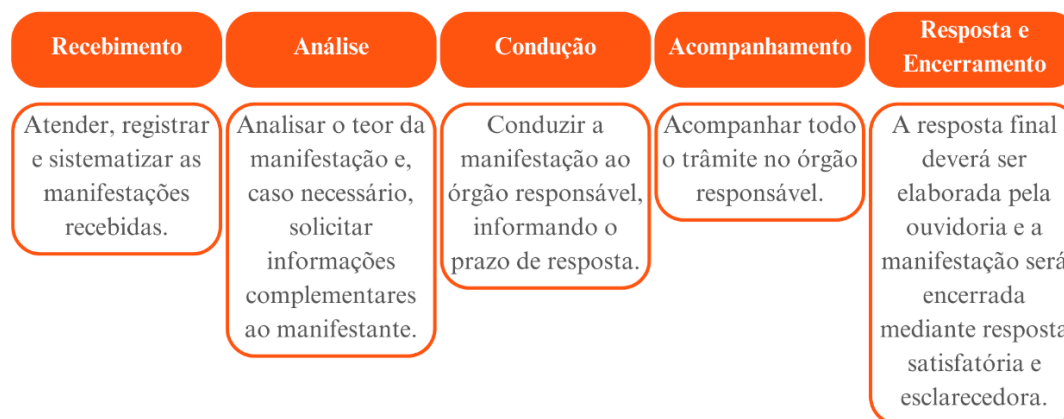 Recebimento
Atender, registrar
e sistematizar as
manifestações
recebidas.
Análise
Analisar o teor da
manifestação e,
caso necessário,
solicitar
informações
complementares
ao manifestante.
Condução
Conduzir a
manifestação ao
órgão responsável,
informando o
prazo de resposta.
Acompanhamento
Acompanhar todo
o trâmite no órgão
responsável.
Resposta e
Encerramento
A resposta final
deverá ser
elaborada pela
ouvidoria e a
manifestação será
encerrada
mediante resposta
satisfatória e
esclarecedora.